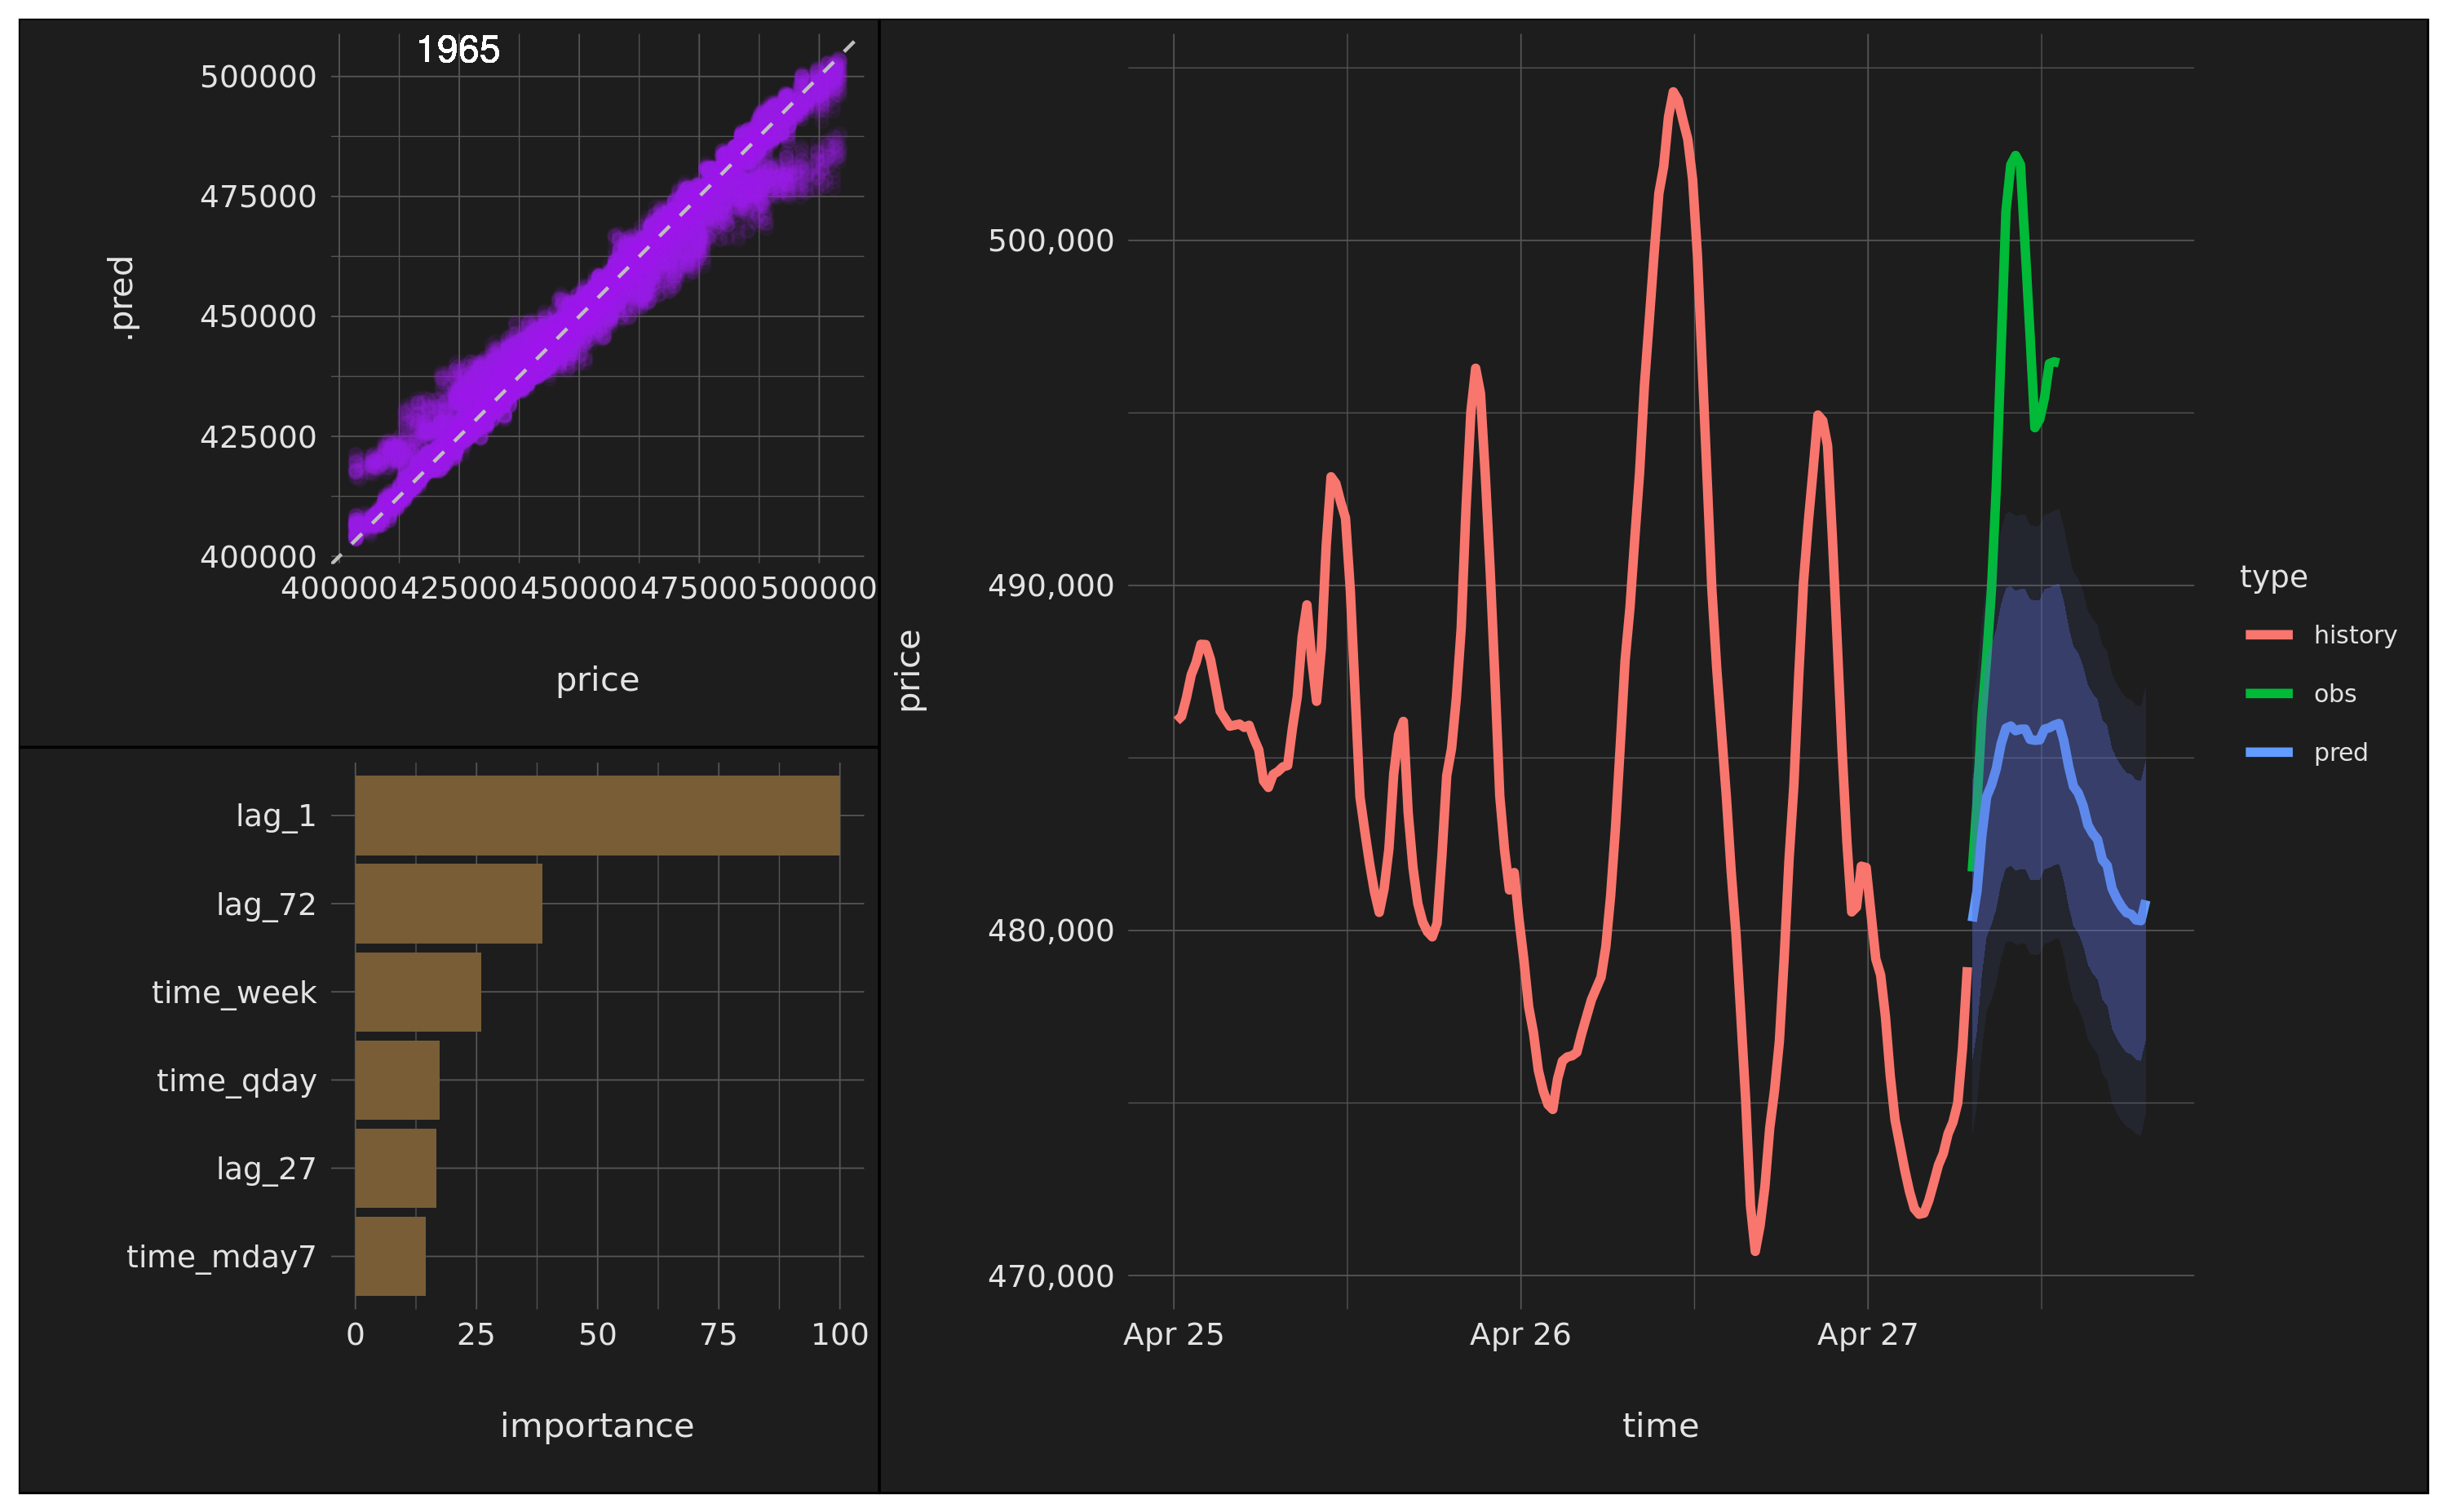 1965
500000
475000
450000
425000
400000
.pred
400000 425000 450000 475000 500000
price
lag_1
lag_72
time_week
time_qday
lag_27
time_mday7
0 25 50 75 100
importance
500,000
490,000
480,000
470,000
price
Apr 25 Apr 26 Apr 27
time
type
history
obs
pred